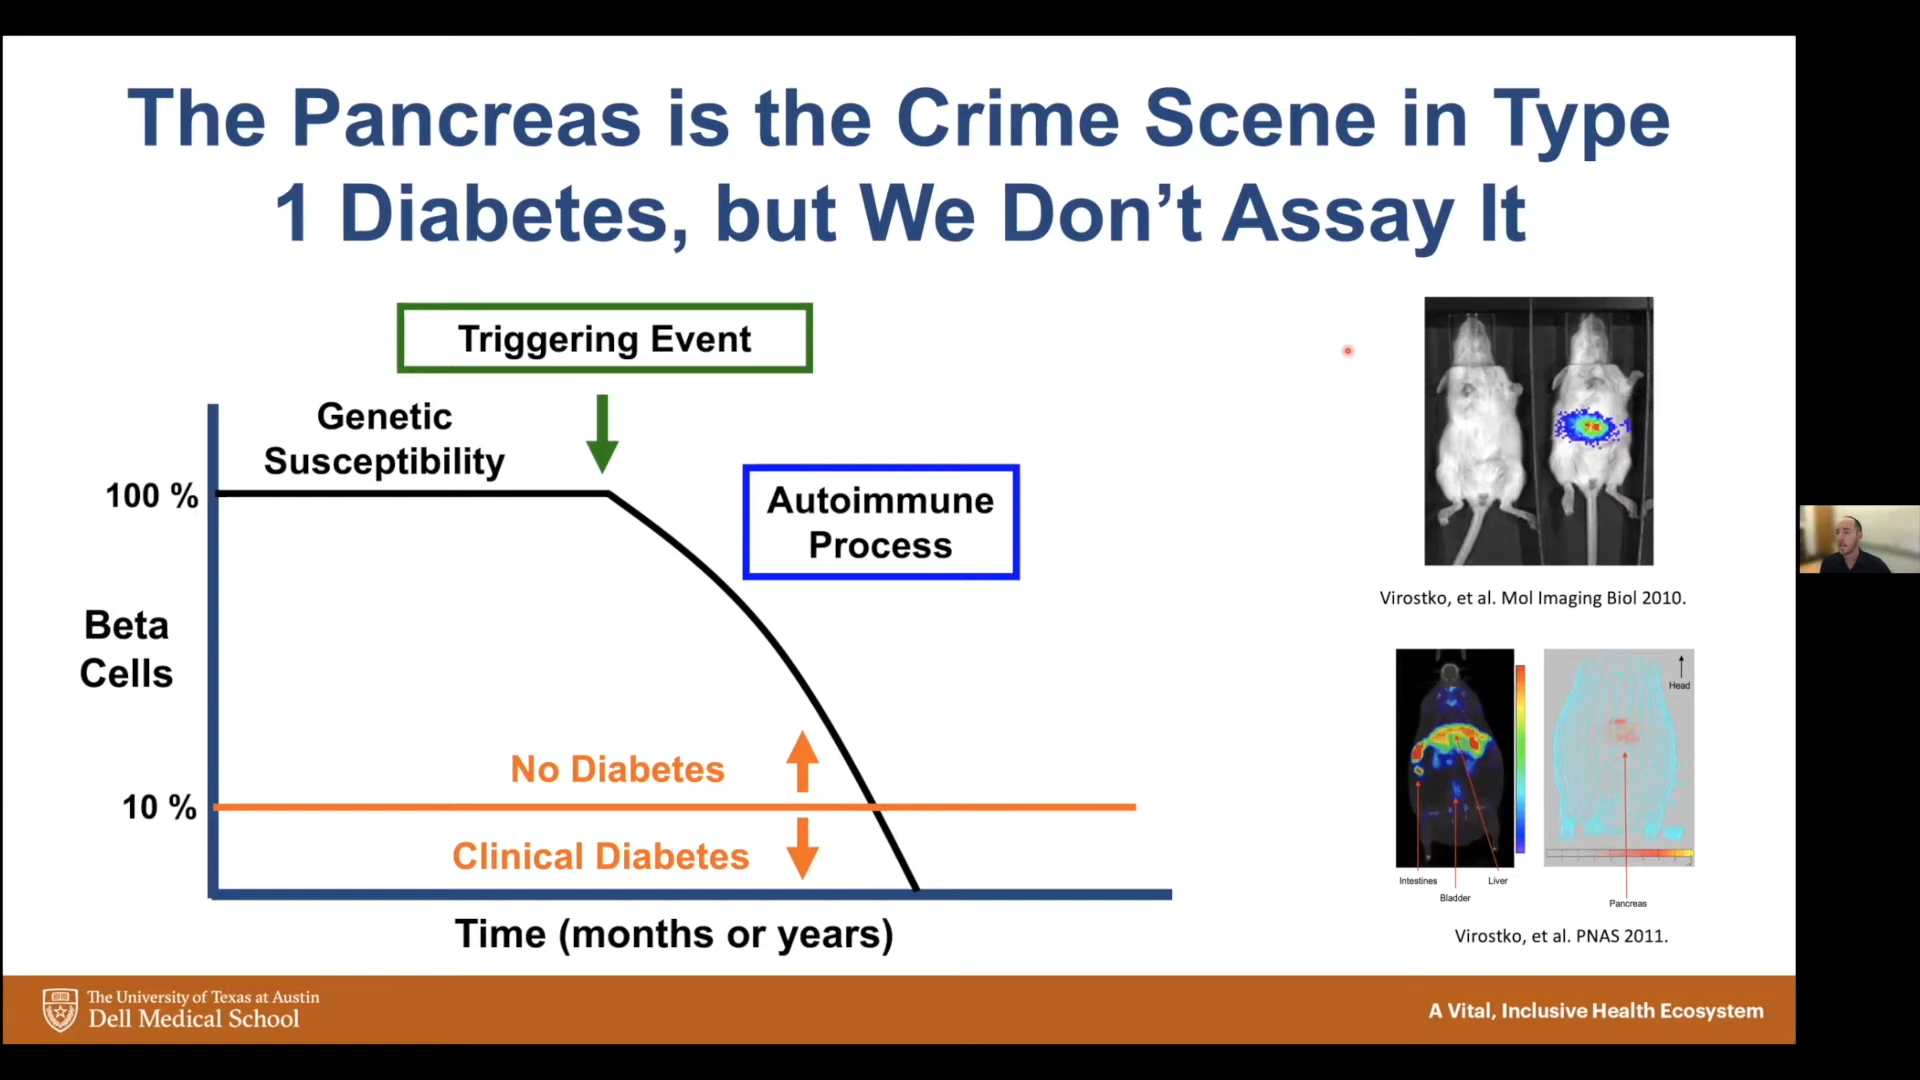 The Pancreas is the Crime Scene in Type
1 Diabetes, but We Don’t Assay It
Triggering Event
Genetic
Susceptibility
100 %
Autoimmune
Process
Beta
Cells
No Diabetes
10 %
Clinical Diabetes
Time (months or years)
Virostko, et al. Mol Imaging Biol 2010.
Head
Intestines
Liver
Bladder
Pancreas
Virostko, et al. PNAS 2011.
The University of Texas at Austin
Dell Medical School
A Vital, Inclusive Health Ecosystem